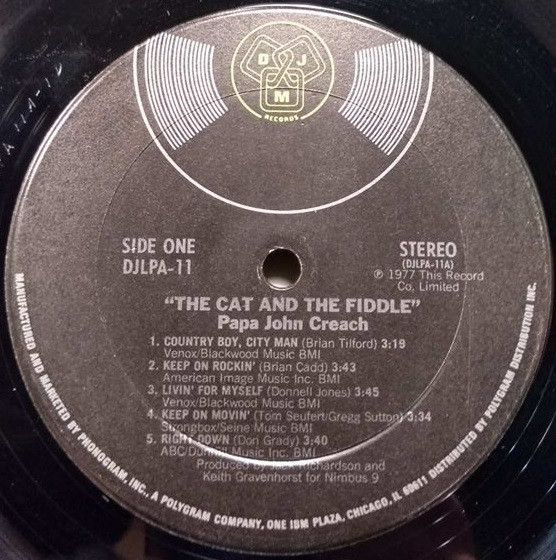 D J
M
RECORDS
SIDE ONE
DJLPA-11
STEREO
(DJLPA-11A)
℗ 1977 This Record
Co, Limited
"THE CAT AND THE FIDDLE"
Papa John Creach
1. COUNTRY BOY, CITY MAN (Brian Tilford) 3:19
Venox/Blackwood Music BMI
2. KEEP ON ROCKIN' (Brian Cadd) 3:43
American Image Music Inc. BMI
3. LIVIN' FOR MYSELF (Donnell Jones) 3:45
Venox/Blackwood Music BMI
4. KEEP ON MOVIN' (Tom Seufert/Gregg Sutton) 3:34
Strongbox/Seine Music BMI
5. RIGHT DOWN (Don Grady) 3:40
ABC/Dunhill Music Inc. BMI
Produced by Jack Richardson and
Keith Gravenhorst for Nimbus 9
MANUFACTURED AND MARKETED BY PHONOGRAM, INC., A POLYGRAM COMPANY, ONE IBM PLAZA, CHICAGO, IL 60611 DISTRIBUTED BY POLYGRAM DISTRIBUTION INC.